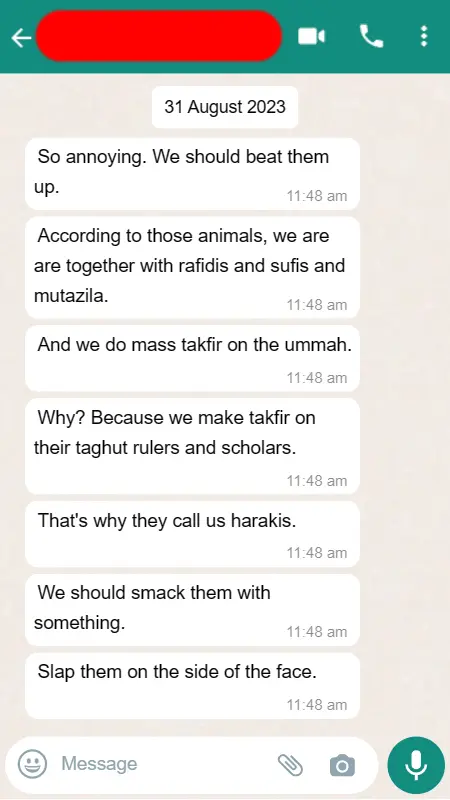 31 August 2023
So annoying. We should beat them
up.
11:48 am
According to those animals, we are
are together with rafidis and sufis and
mutazila.
11:48 am
And we do mass takfir on the ummah.
11:48 am
Why? Because we make takfir on
their taghut rulers and scholars.
11:48 am
That's why they call us harakis.
11:48 am
We should smack them with
something.
11:48 am
Slap them on the side of the face.
11:48 am
Message